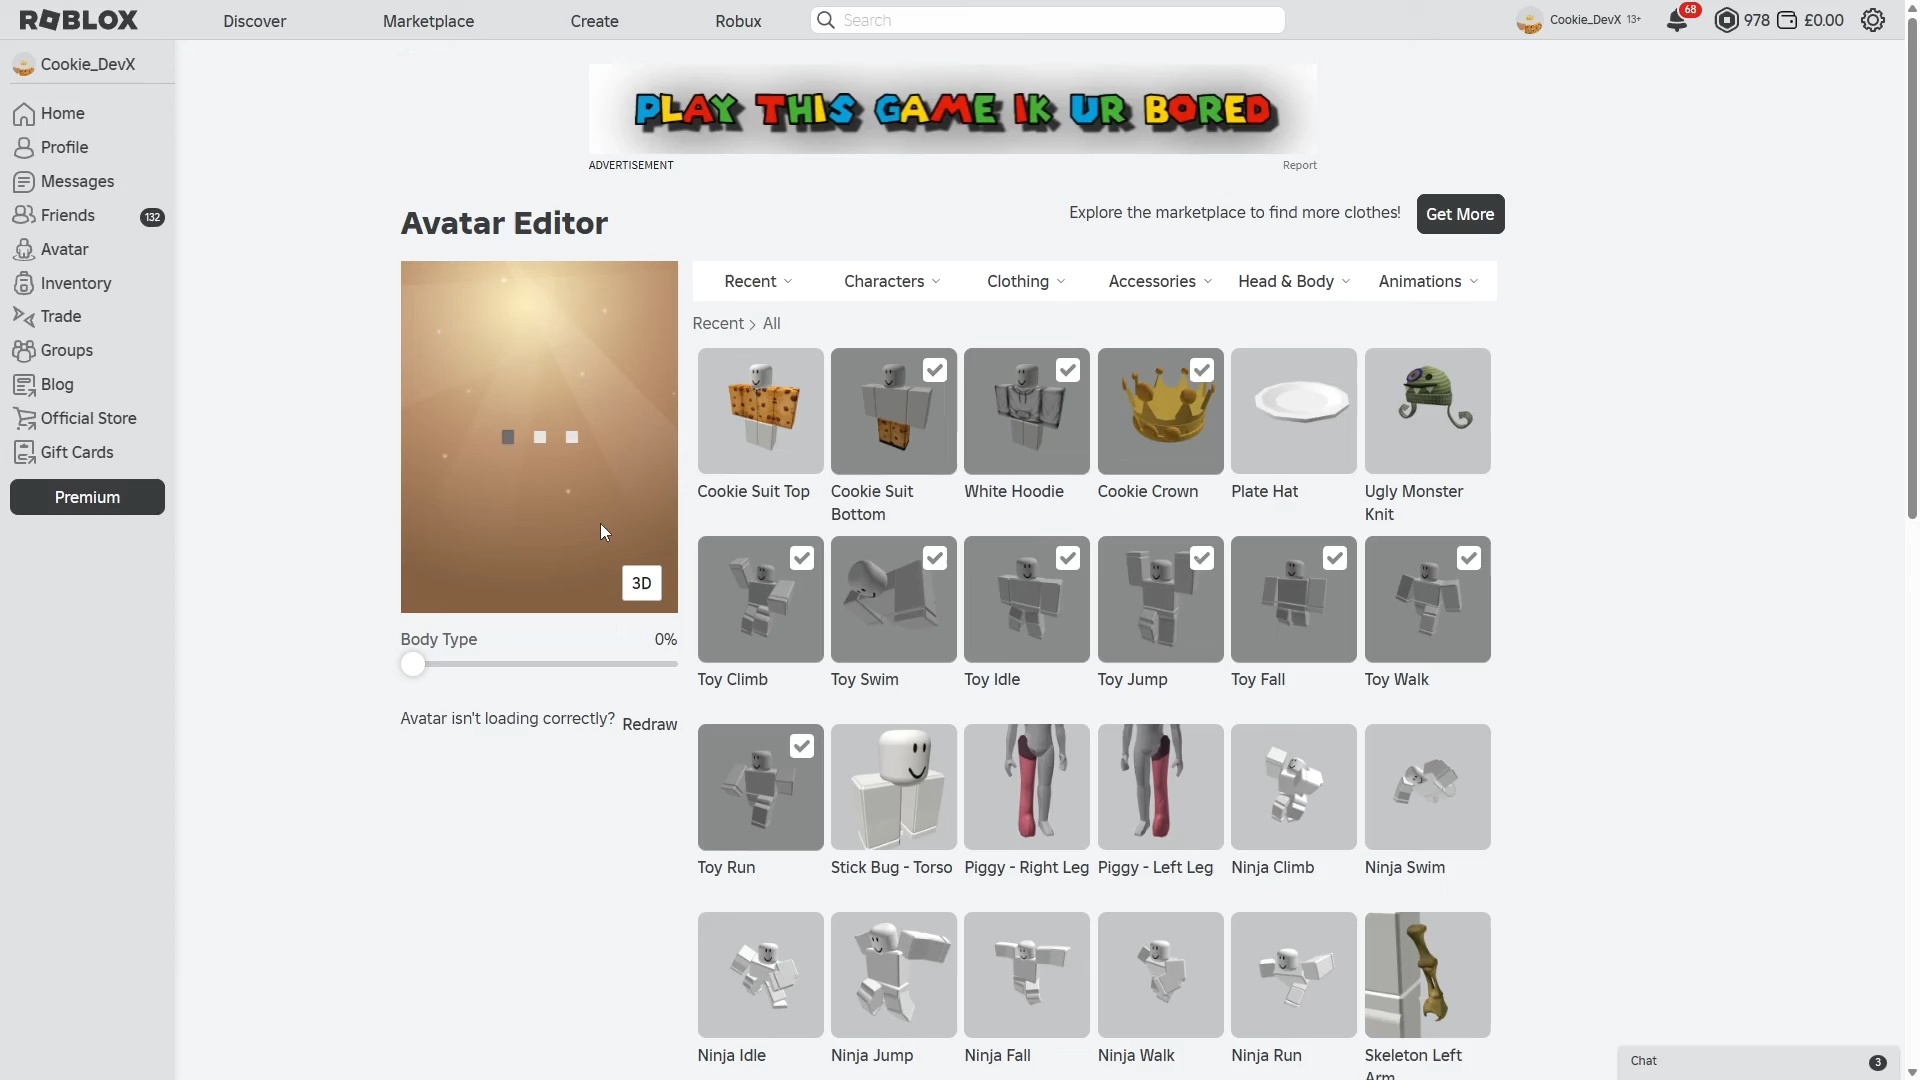 ROBLOX
Discover
Marketplace
Create
Robux
Search
Cookie_DevX 13+
68
978
£0.00
Cookie_DevX
Home
Profile
Messages
Friends
132
Avatar
Inventory
Trade
Groups
Blog
Official Store
Gift Cards
Premium
PLAY THIS GAME IK UR BORED
ADVERTISEMENT
Report
Avatar Editor
Explore the marketplace to find more clothes!
Get More
3D
Body Type
0%
Avatar isn't loading correctly?
Redraw
Recent
Characters
Clothing
Accessories
Head & Body
Animations
Recent > All
Cookie Suit Top
Cookie Suit
Bottom
White Hoodie
Cookie Crown
Plate Hat
Ugly Monster
Knit
Toy Climb
Toy Swim
Toy Idle
Toy Jump
Toy Fall
Toy Walk
Toy Run
Stick Bug - Torso
Piggy - Right Leg
Piggy - Left Leg
Ninja Climb
Ninja Swim
Ninja Idle
Ninja Jump
Ninja Fall
Ninja Walk
Ninja Run
Skeleton Left
Arm
Chat
3